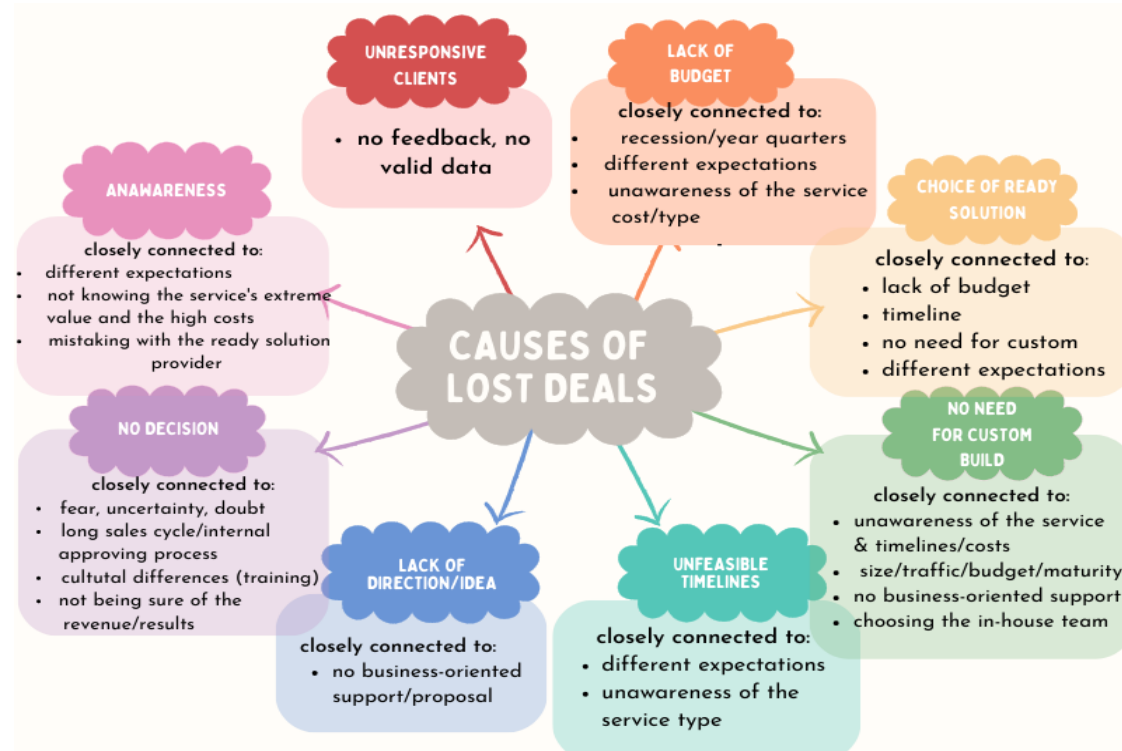 UNRESPONSIVE
CLIENTS
• no feedback, no
valid data
LACK OF
BUDGET
closely connected to:
• recession/year quarters
• different expectations
• unawareness of the service
cost/type
ANAWARENESS
closely connected to:
• different expectations
• not knowing the service's extreme
value and the high costs
• mistaking with the ready solution
provider
CHOICE OF READY
SOLUTION
closely connected to:
• lack of budget
• timeline
• no need for custom
• different expectations
CAUSES OF
LOST DEALS
NO DECISION
closely connected to:
• fear, uncertainty, doubt
• long sales cycle/internal
approving process
• cultutal differences (training)
• not being sure of the
revenue/results
NO NEED
FOR CUSTOM
BUILD
closely connected to:
• unawareness of the service
& timelines/costs
• size/traffic/budget/maturity
• no business-oriented support
• choosing the in-house team
LACK OF
DIRECTION/IDEA
closely connected to:
• no business-oriented
support/proposal
UNFEASIBLE
TIMELINES
closely connected to:
• different expectations
• unawareness of the
service type